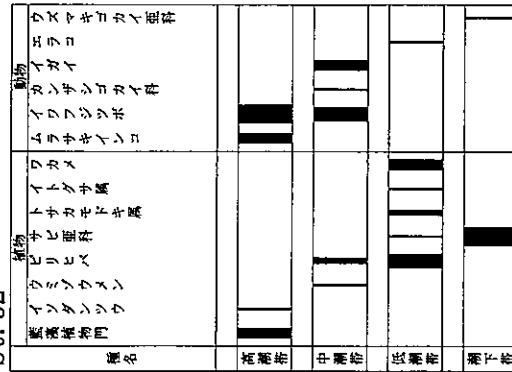 動物
ウズマキゴカイ亜科
エラコ
イガイ
カンザシゴカイ科
イワフジツボ
ムラサキインコ
植物
ワカメ
イトグサ属
トサカモドキ属
サビ亜科
ピリヒバ
ウミゾウメン
イソダンツウ
藍藻植物門
種名
高潮帯
中潮帯
低潮帯
潮下帯